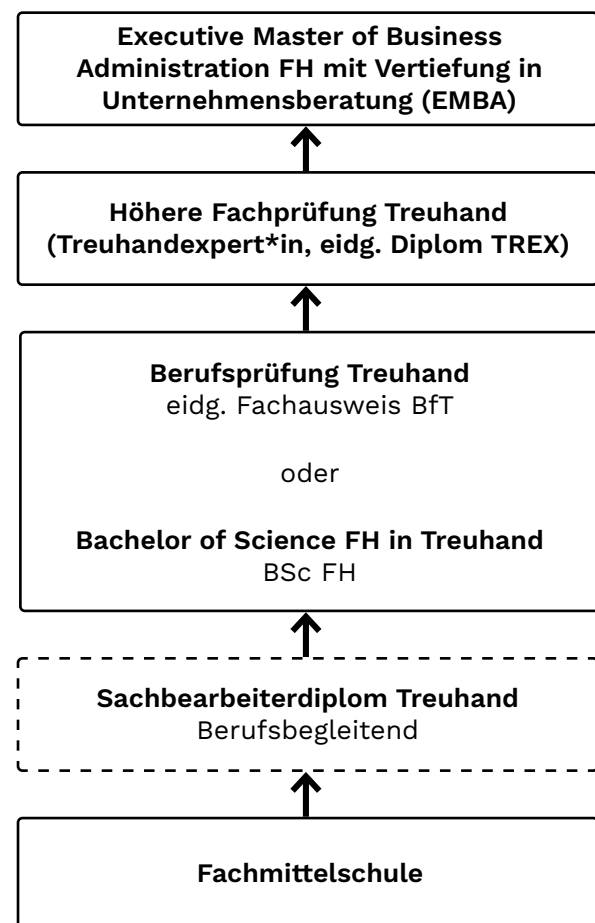 Executive Master of Business
Administration FH mit Vertiefung in
Unternehmensberatung (EMBA)
Höhere Fachprüfung Treuhand
(Treuhandexpert*in, eidg. Diplom TREX)
Berufsprüfung Treuhand
eidg. Fachausweis BfT
oder
Bachelor of Science FH in Treuhand
BSc FH
Sachbearbeiterdiplom Treuhand
Berufsbegleitend
Fachmittelschule